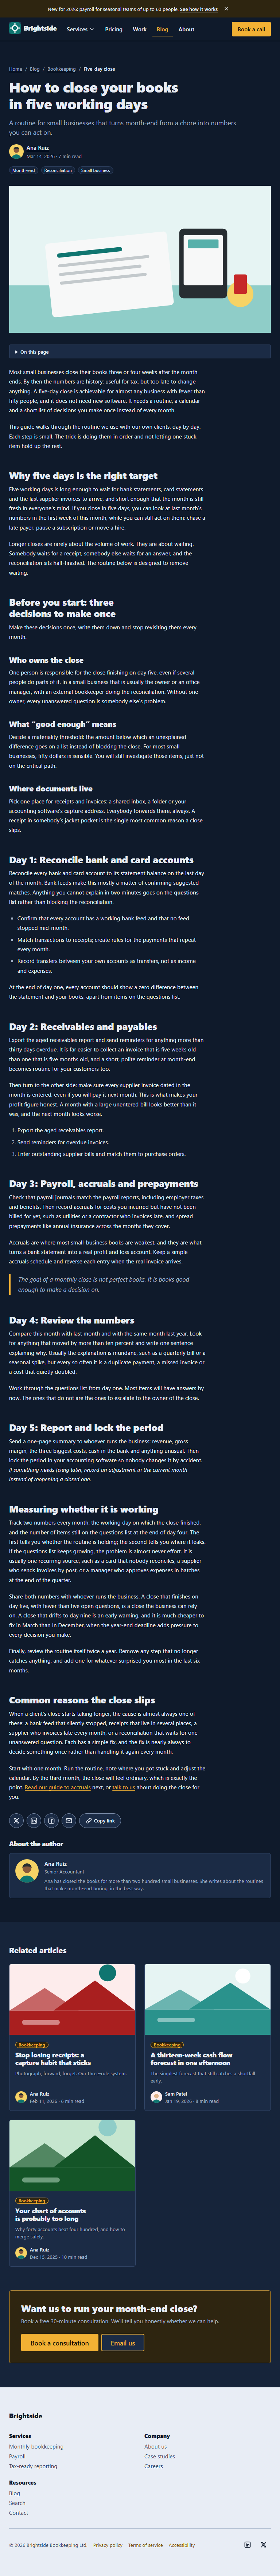 New for 2026: payroll for seasonal teams of up to 60 people. See how it works
Brightside
Services
Pricing
Work
Blog
About
Book a call
Home / Blog / Bookkeeping / Five-day close
How to close your books
in five working days
A routine for small businesses that turns month-end from a chore into numbers
you can act on.
Ana Ruiz
Mar 14, 2026 · 7 min read
Month-end
Reconciliation
Small business
On this page
Most small businesses close their books three or four weeks after the month
ends. By then the numbers are history: useful for tax, but too late to change
anything. A five-day close is achievable for almost any business with fewer than
fifty people, and it does not need new software. It needs a routine, a calendar
and a short list of decisions you make once instead of every month.
This guide walks through the routine we use with our own clients, day by day.
Each step is small. The trick is doing them in order and not letting one stuck
item hold up the rest.
Why five days is the right target
Five working days is long enough to wait for bank statements, card statements
and the last supplier invoices to arrive, and short enough that the month is still
fresh in everyone's mind. If you close in five days, you can look at last month's
numbers in the first week of this month, while you can still act on them: chase a
late payer, pause a subscription or move a hire.
Longer closes are rarely about the volume of work. They are about waiting.
Somebody waits for a receipt, somebody else waits for an answer, and the
reconciliation sits half-finished. The routine below is designed to remove
waiting.
Before you start: three
decisions to make once
Make these decisions once, write them down and stop revisiting them every
month.
Who owns the close
One person is responsible for the close finishing on day five, even if several
people do parts of it. In a small business that is usually the owner or an office
manager, with an external bookkeeper doing the reconciliation. Without one
owner, every unanswered question is somebody else's problem.
What “good enough” means
Decide a materiality threshold: the amount below which an unexplained
difference goes on a list instead of blocking the close. For most small
businesses, fifty dollars is sensible. You will still investigate those items, just not
on the critical path.
Where documents live
Pick one place for receipts and invoices: a shared inbox, a folder or your
accounting software's capture address. Everybody forwards there, always. A
receipt in somebody's jacket pocket is the single most common reason a close
slips.
Day 1: Reconcile bank and card accounts
Reconcile every bank and card account to its statement balance on the last day
of the month. Bank feeds make this mostly a matter of confirming suggested
matches. Anything you cannot explain in two minutes goes on the questions
list rather than blocking the reconciliation.
• Confirm that every account has a working bank feed and that no feed
stopped mid-month.
• Match transactions to receipts; create rules for the payments that repeat
every month.
• Record transfers between your own accounts as transfers, not as income
and expenses.
At the end of day one, every account should show a zero difference between
the statement and your books, apart from items on the questions list.
Day 2: Receivables and payables
Export the aged receivables report and send reminders for anything more than
thirty days overdue. It is far easier to collect an invoice that is five weeks old
than one that is five months old, and a short, polite reminder at month-end
becomes routine for your customers too.
Then turn to the other side: make sure every supplier invoice dated in the
month is entered, even if you will pay it next month. This is what makes your
profit figure honest. A month with a large unentered bill looks better than it
was, and the next month looks worse.
1. Export the aged receivables report.
2. Send reminders for overdue invoices.
3. Enter outstanding supplier bills and match them to purchase orders.
Day 3: Payroll, accruals and prepayments
Check that payroll journals match the payroll reports, including employer taxes
and benefits. Then record accruals for costs you incurred but have not been
billed for yet, such as utilities or a contractor who invoices late, and spread
prepayments like annual insurance across the months they cover.
Accruals are where most small-business books are weakest, and they are what
turns a bank statement into a real profit and loss account. Keep a simple
accruals schedule and reverse each entry when the real invoice arrives.
The goal of a monthly close is not perfect books. It is books good
enough to make a decision on.
Day 4: Review the numbers
Compare this month with last month and with the same month last year. Look
for anything that moved by more than ten percent and write one sentence
explaining why. Usually the explanation is mundane, such as a quarterly bill or a
seasonal spike, but every so often it is a duplicate payment, a missed invoice or
a cost that quietly doubled.
Work through the questions list from day one. Most items will have answers by
now. The ones that do not are the ones to escalate to the owner of the close.
Day 5: Report and lock the period
Send a one-page summary to whoever runs the business: revenue, gross
margin, the three biggest costs, cash in the bank and anything unusual. Then
lock the period in your accounting software so nobody changes it by accident.
If something needs fixing later, record an adjustment in the current month
instead of reopening a closed one.
Measuring whether it is working
Track two numbers every month: the working day on which the close finished,
and the number of items still on the questions list at the end of day four. The
first tells you whether the routine is holding; the second tells you where it leaks.
If the questions list keeps growing, the problem is almost never effort. It is
usually one recurring source, such as a card that nobody reconciles, a supplier
who sends invoices by post, or a manager who approves expenses in batches
at the end of the quarter.
Share both numbers with whoever runs the business. A close that finishes on
day five, with fewer than five open questions, is a close the business can rely
on. A close that drifts to day nine is an early warning, and it is much cheaper to
fix in March than in December, when the year-end deadline adds pressure to
every decision you make.
Finally, review the routine itself twice a year. Remove any step that no longer
catches anything, and add one for whatever surprised you most in the last six
months.
Common reasons the close slips
When a client's close starts taking longer, the cause is almost always one of
three: a bank feed that silently stopped, receipts that live in several places, a
supplier who invoices late every month, or a reconciliation that waits for one
unanswered question. Each has a simple fix, and the fix is nearly always to
decide something once rather than handling it again every month.
Start with one month. Run the routine, note where you got stuck and adjust the
calendar. By the third month, the close will feel ordinary, which is exactly the
point. Read our guide to accruals next, or talk to us about doing the close for
you.
Copy link
About the author
Ana Ruiz
Senior Accountant
Ana has closed the books for more than two hundred small businesses. She writes about the routines
that make month-end boring, in the best way.
Related articles
Bookkeeping
Stop losing receipts: a
capture habit that sticks
Photograph, forward, forget. Our three-rule system.
Ana Ruiz
Feb 11, 2026 · 6 min read
Bookkeeping
A thirteen-week cash flow
forecast in one afternoon
The simplest forecast that still catches a shortfall
early.
Sam Patel
Jan 19, 2026 · 8 min read
Bookkeeping
Your chart of accounts
is probably too long
Why forty accounts beat four hundred, and how to
merge safely.
Ana Ruiz
Dec 15, 2025 · 10 min read
Want us to run your month-end close?
Book a free 30-minute consultation. We'll tell you honestly whether we can help.
Book a consultation
Email us
Brightside
Services
Monthly bookkeeping
Payroll
Tax-ready reporting
Company
About us
Case studies
Careers
Resources
Blog
Search
Contact
© 2026 Brightside Bookkeeping Ltd.
Privacy policy
Terms of service
Accessibility